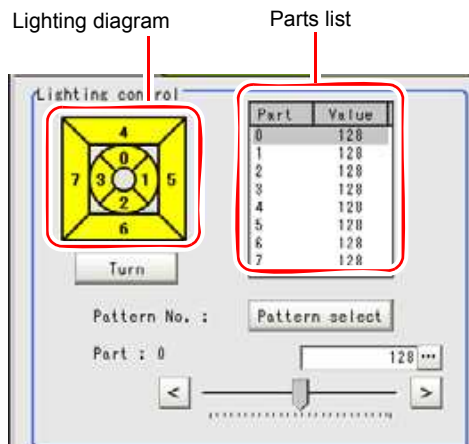 Lighting diagram Parts list
Lighting control
Part Value
0 128
1 128
2 128
3 128
4 128
5 128
6 128
7 128
4
0
7 3 1 5
2
6
Turn
Pattern No. : Pattern select
Part : 0 128 ...
< >